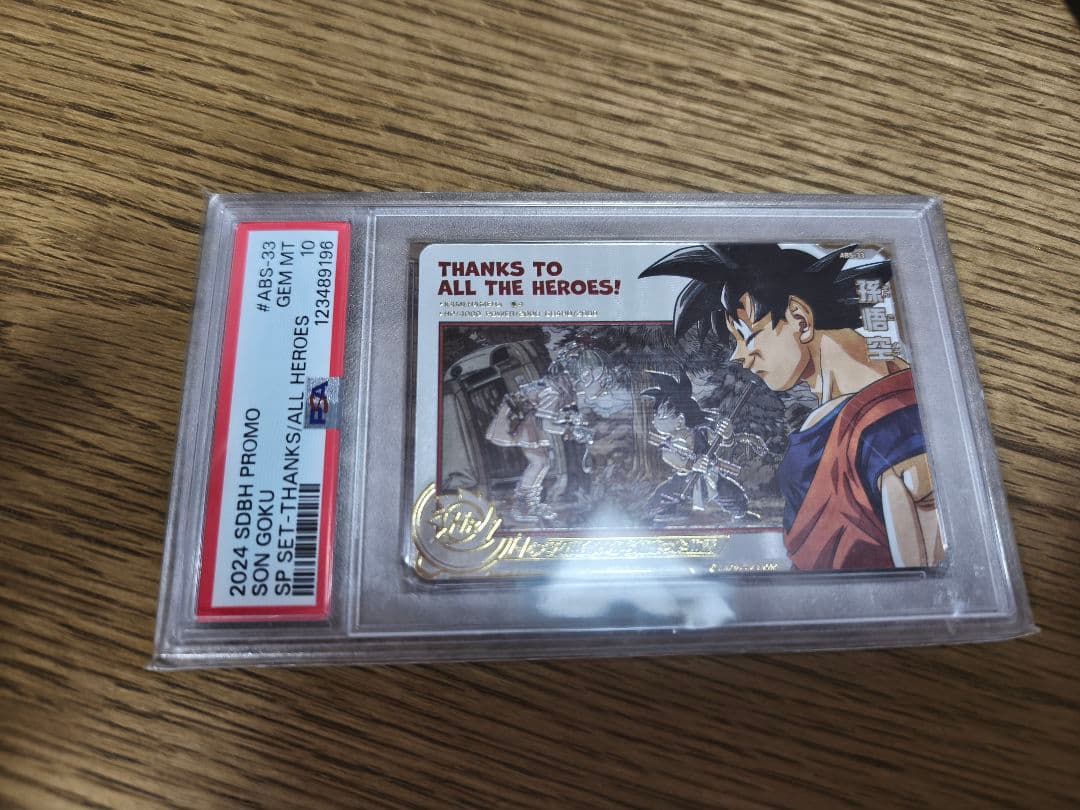 2024 SDBH PROMO #ABS-33
SON GOKU GEM MT
SP SET-THANKS/ALL HEROES 10
123489196
PSA
THANKS TO
ALL THE HEROES!
ABS-33
孫悟空